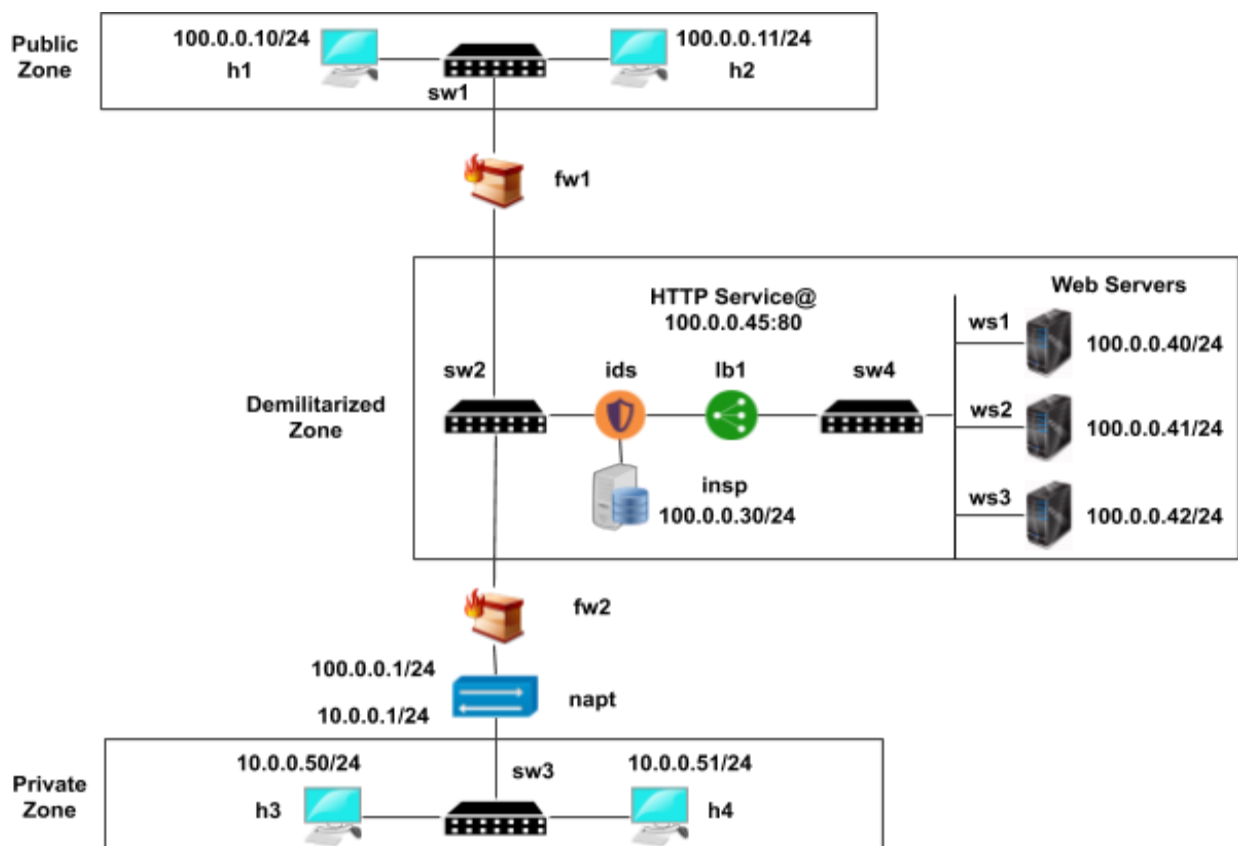 Public
Zone
100.0.0.10/24
h1
sw1
100.0.0.11/24
h2
fw1
HTTP Service@
100.0.0.45:80
Web Servers
ws1
100.0.0.40/24
sw2
ids
lb1
sw4
Demilitarized
Zone
ws2
100.0.0.41/24
insp
100.0.0.30/24
ws3
100.0.0.42/24
fw2
100.0.0.1/24
10.0.0.1/24
napt
Private
Zone
10.0.0.50/24
h3
sw3
10.0.0.51/24
h4